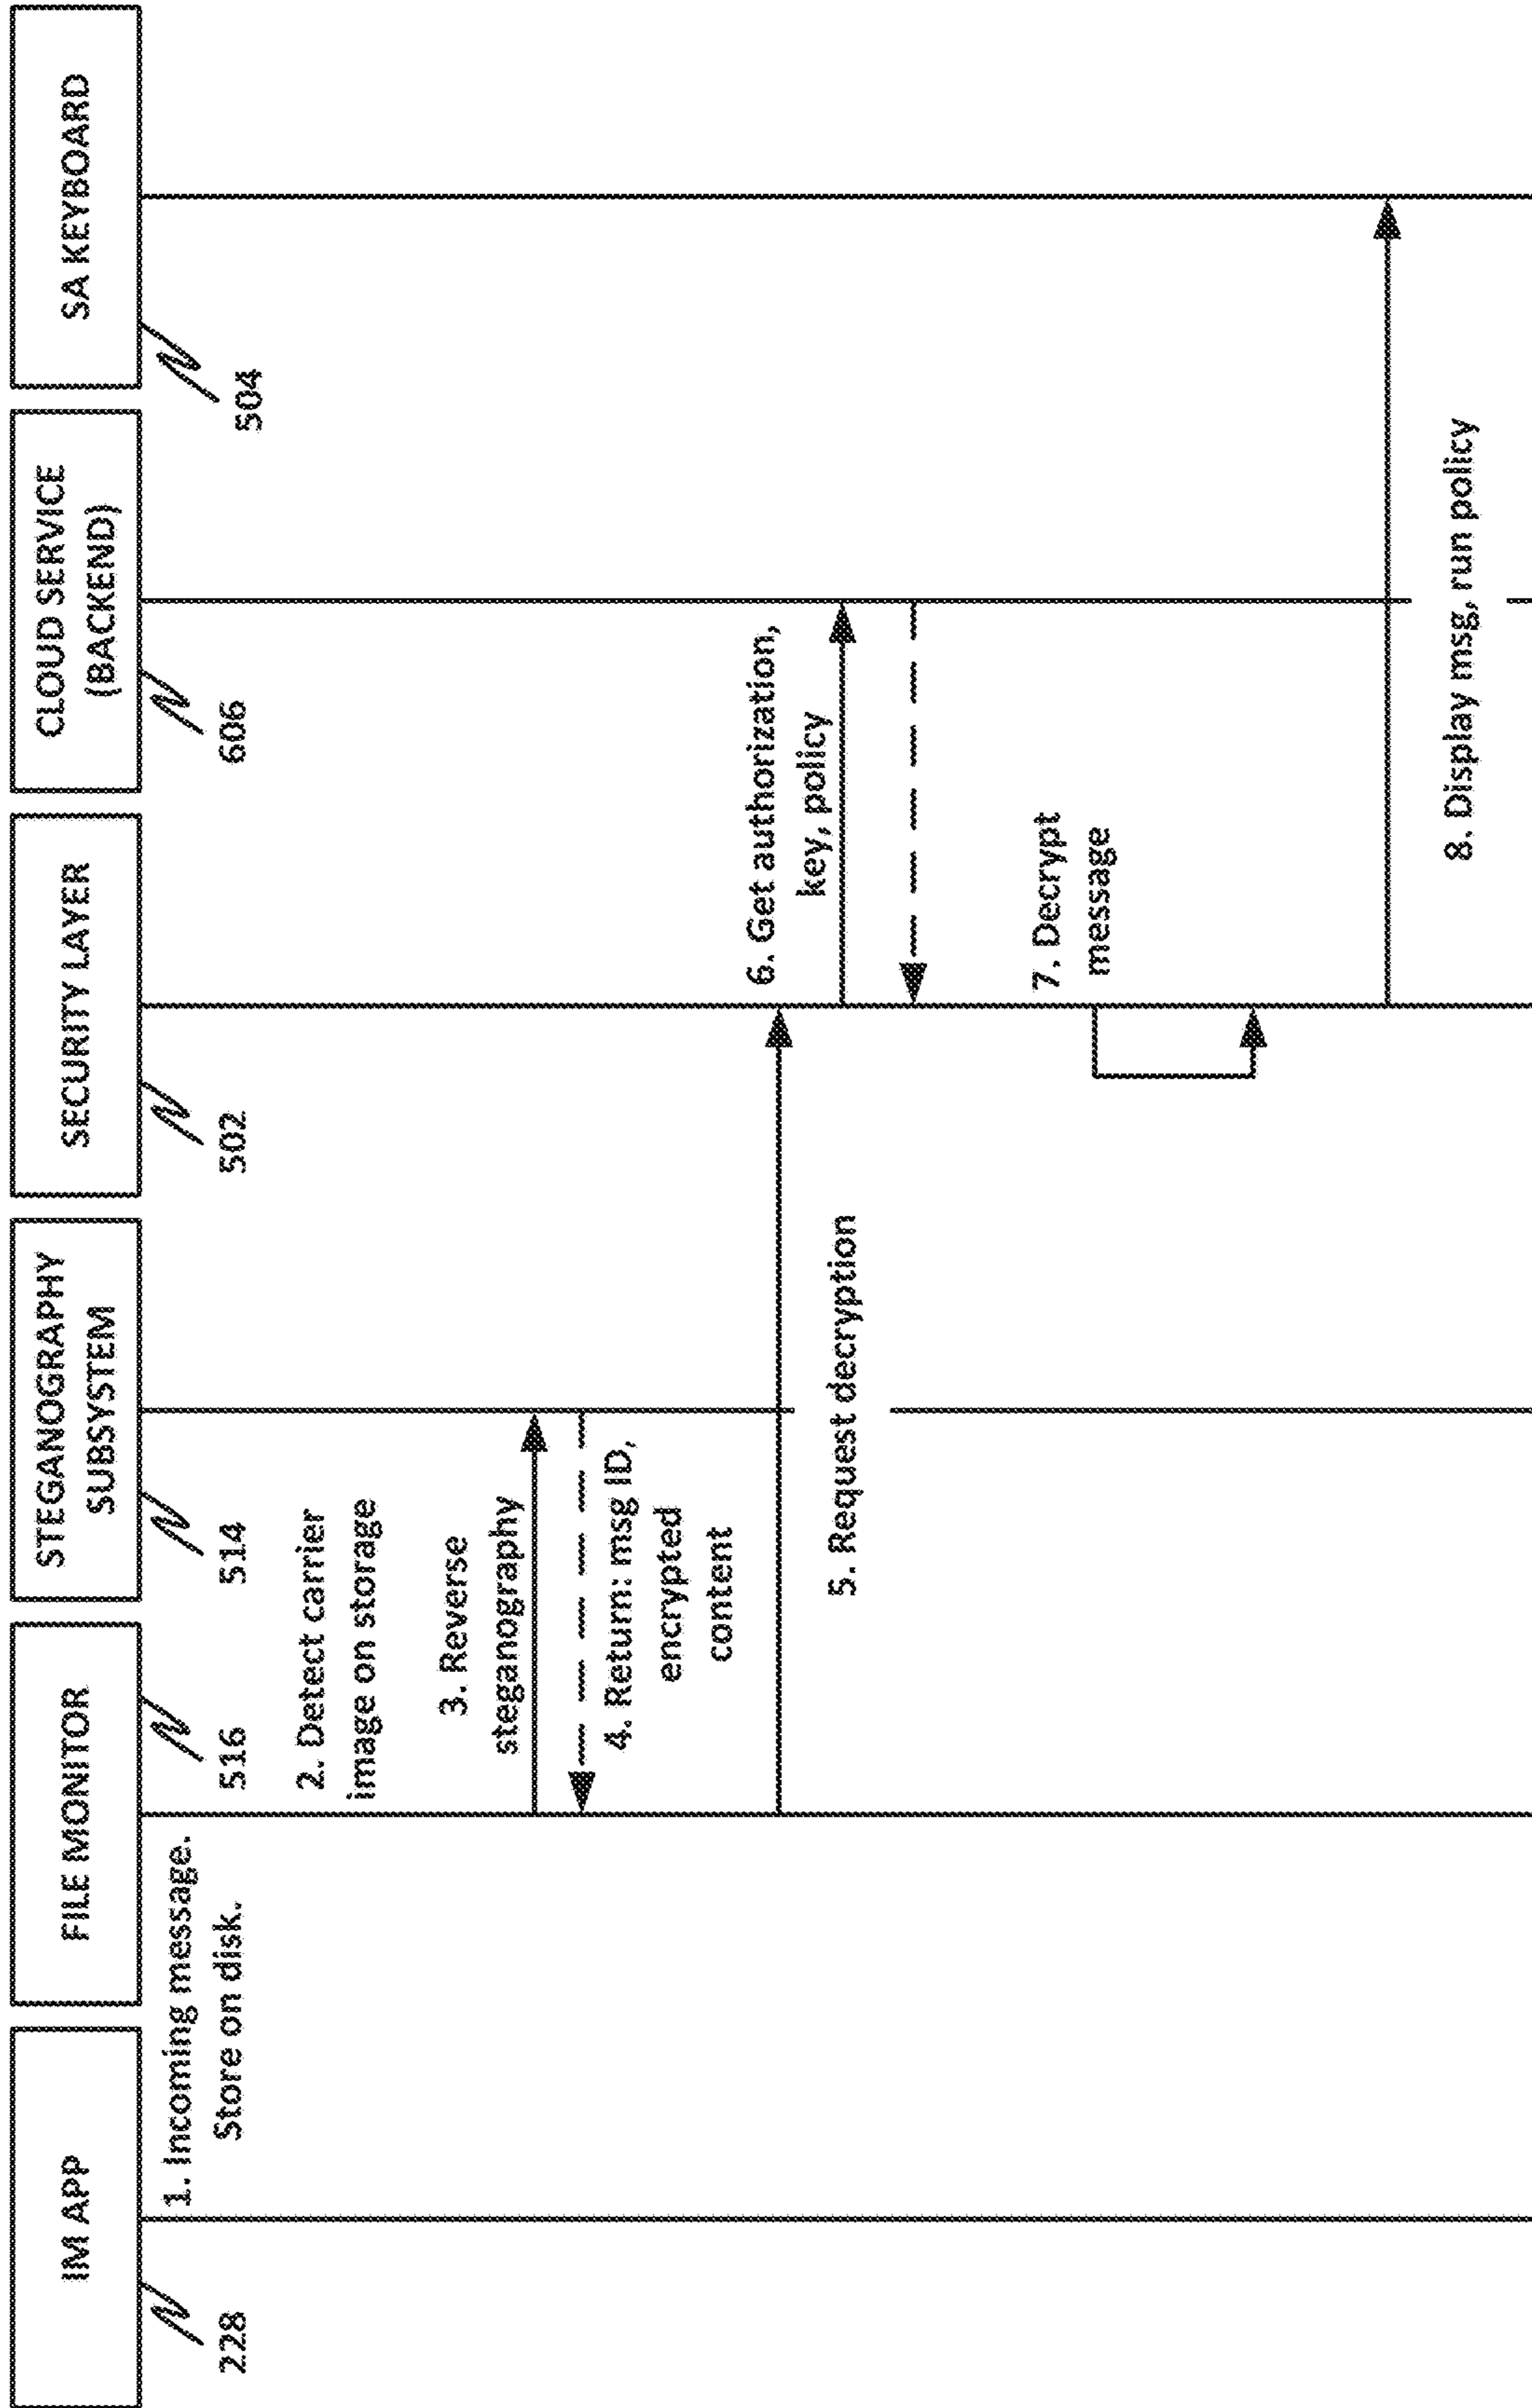 IM APP
FILE MONITOR
STEGANOGRAPHY
SUBSYSTEM
SECURITY LAYER
CLOUD SERVICE
(BACKEND)
SA KEYBOARD
228
516
514
502
606
504
1. Incoming message.
Store on disk.
2. Detect carrier
image on storage
3. Reverse
steganography
4. Return: msg ID,
encrypted
content
5. Request decryption
6. Get authorization,
key, policy
7. Decrypt
message
8. Display msg, run policy